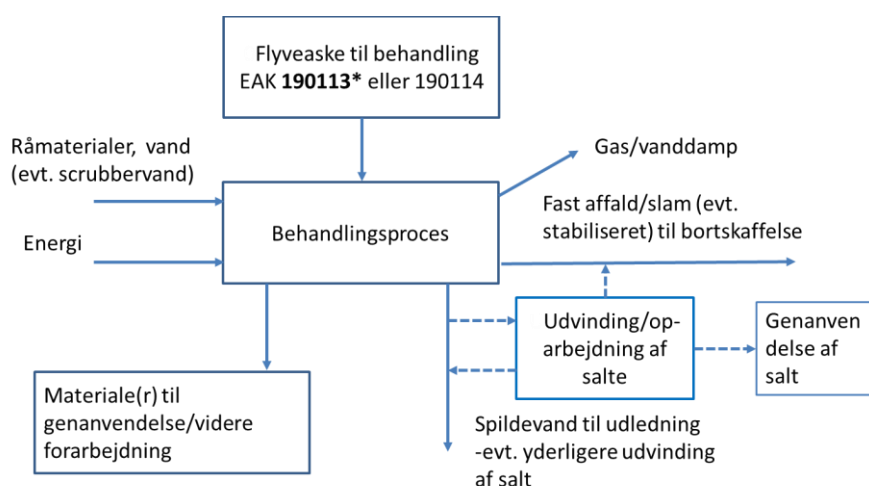 Flyveaske til behandling
EAK 190113* eller 190114
Råmaterialer, vand
(evt. scrubbervand)
Gas/vanddamp
Fast affald/slam (evt.
stabiliseret) til bortskaffelse
Energi
Behandlingsproces
Udvinding/op-
arbejdning af
salte
Genanven
delse af
salt
Materiale(r) til
genanvendelse/videre
forarbejdning
Spildevand til udledning
-evt. yderligere udvinding
af salt